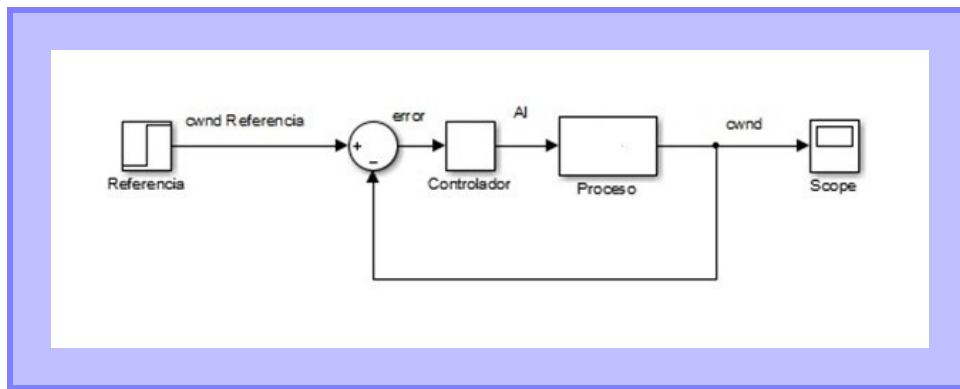 cwnd Referencia
error
AI
cwnd
+
−
Referencia
Controlador
Proceso
Scope